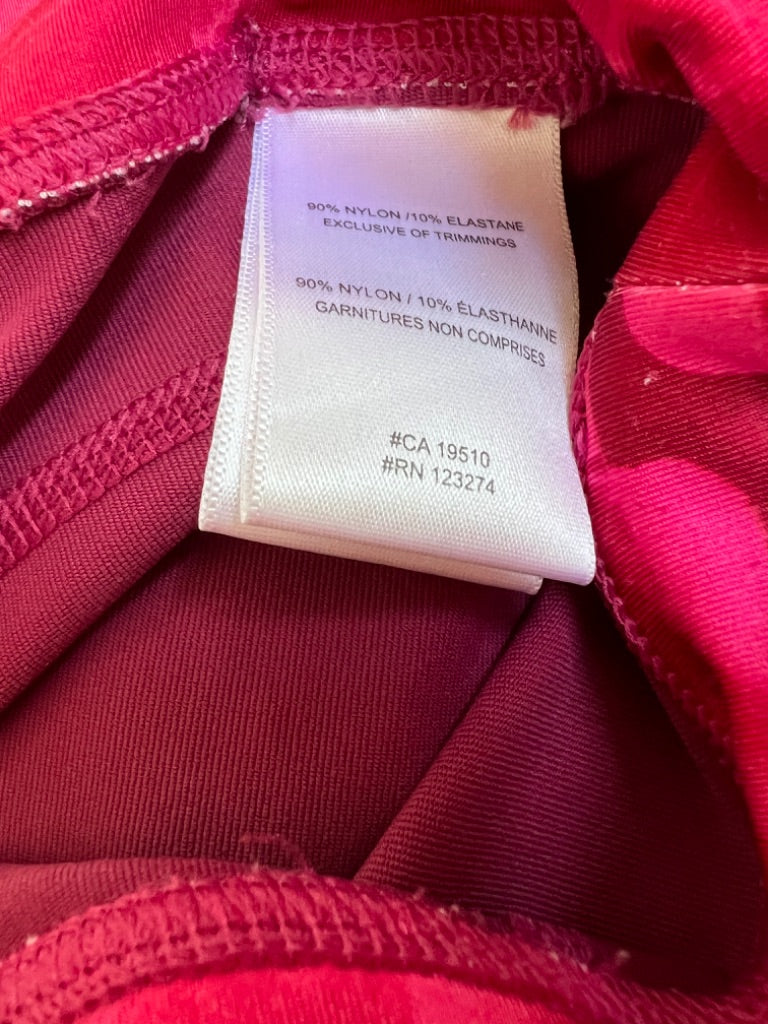 90% NYLON /10% ELASTANE
EXCLUSIVE OF TRIMMINGS
90% NYLON / 10% ÉLASTHANNE
GARNITURES NON COMPRISES
#CA 19510
#RN 123274